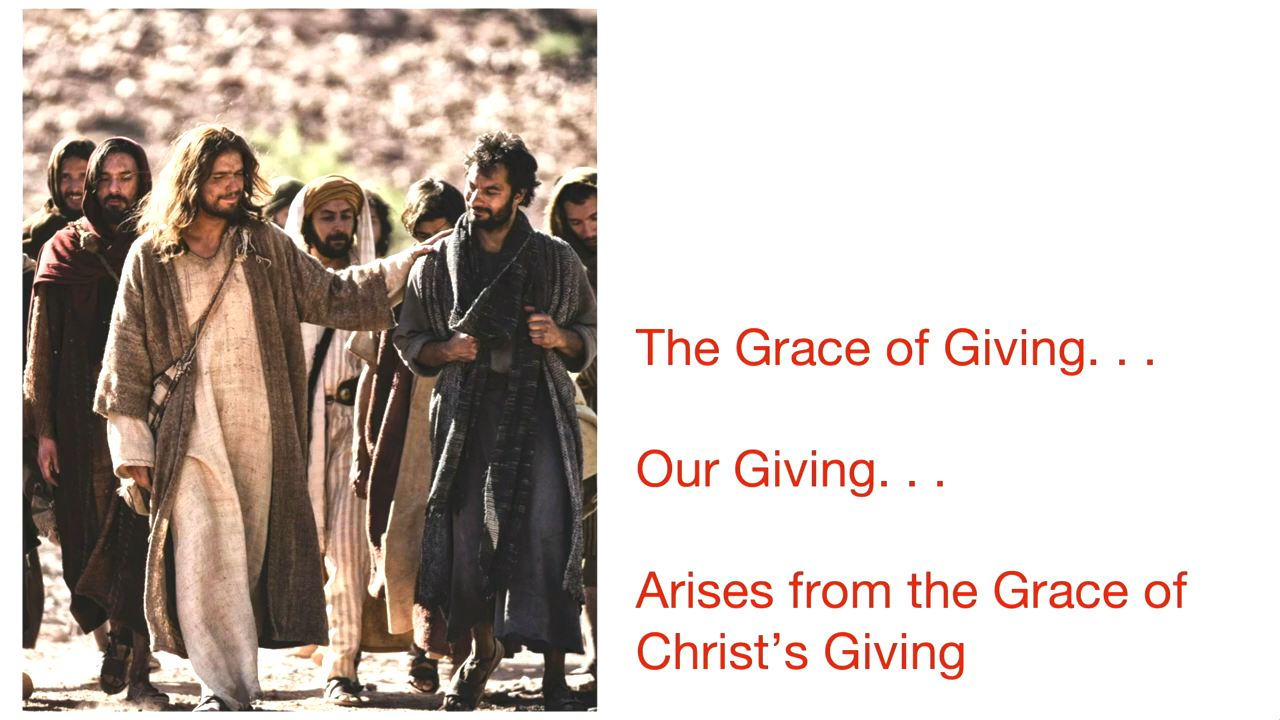 The Grace of Giving. . .
Our Giving. . .
Arises from the Grace of
Christ’s Giving